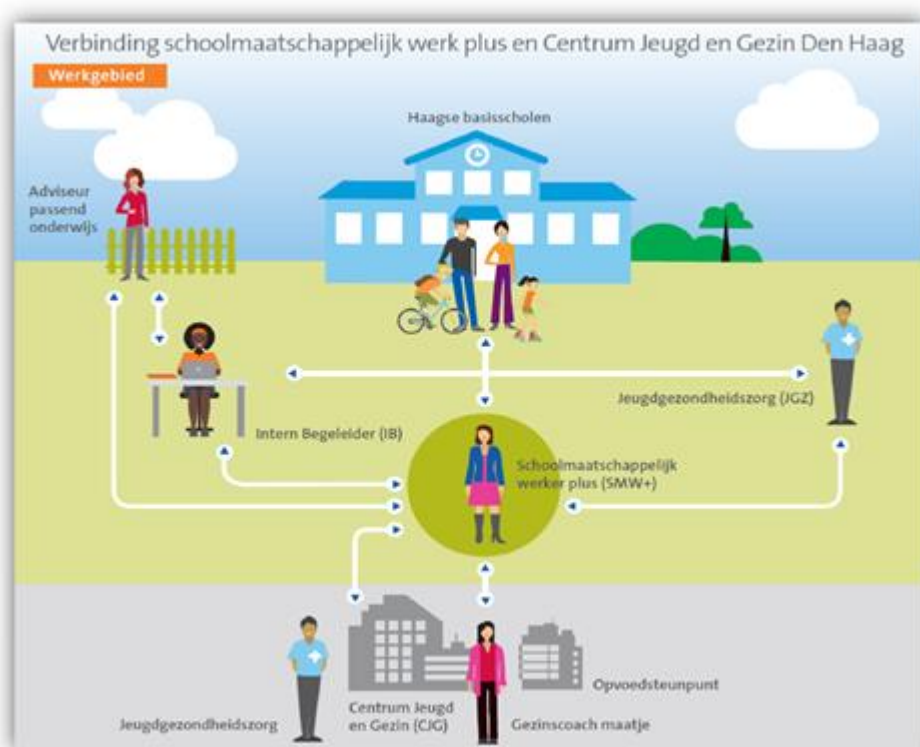 Verbinding schoolmaatschappelijk werk plus en Centrum Jeugd en Gezin Den Haag
Werkgebied
Haagse basisscholen
Adviseur
passend
onderwijs
Jeugdgezondheidszorg (JGZ)
Intern Begeleider (IB)
Schoolmaatschappelijk
werker plus (SMW+)
Opvoedsteunpunt
Centrum Jeugd
en Gezin (CJG)
Jeugdgezondheidszorg
Gezinscoach maatje